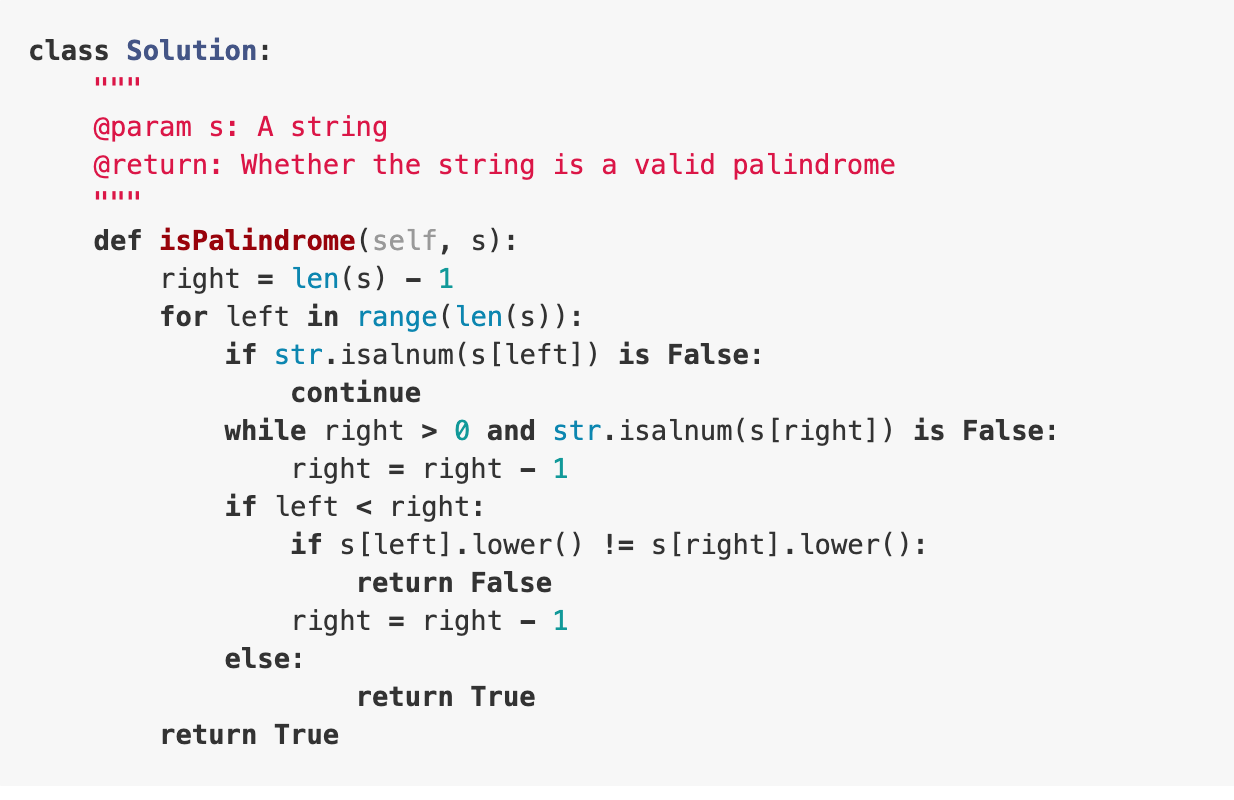 class Solution:
    """
    @param s: A string
    @return: Whether the string is a valid palindrome
    """
    def isPalindrome(self, s):
        right = len(s) - 1
        for left in range(len(s)):
            if str.isalnum(s[left]) is False:
                continue
            while right > 0 and str.isalnum(s[right]) is False:
                right = right - 1
            if left < right:
                if s[left].lower() != s[right].lower():
                    return False
                right = right - 1
            else:
                    return True
        return True